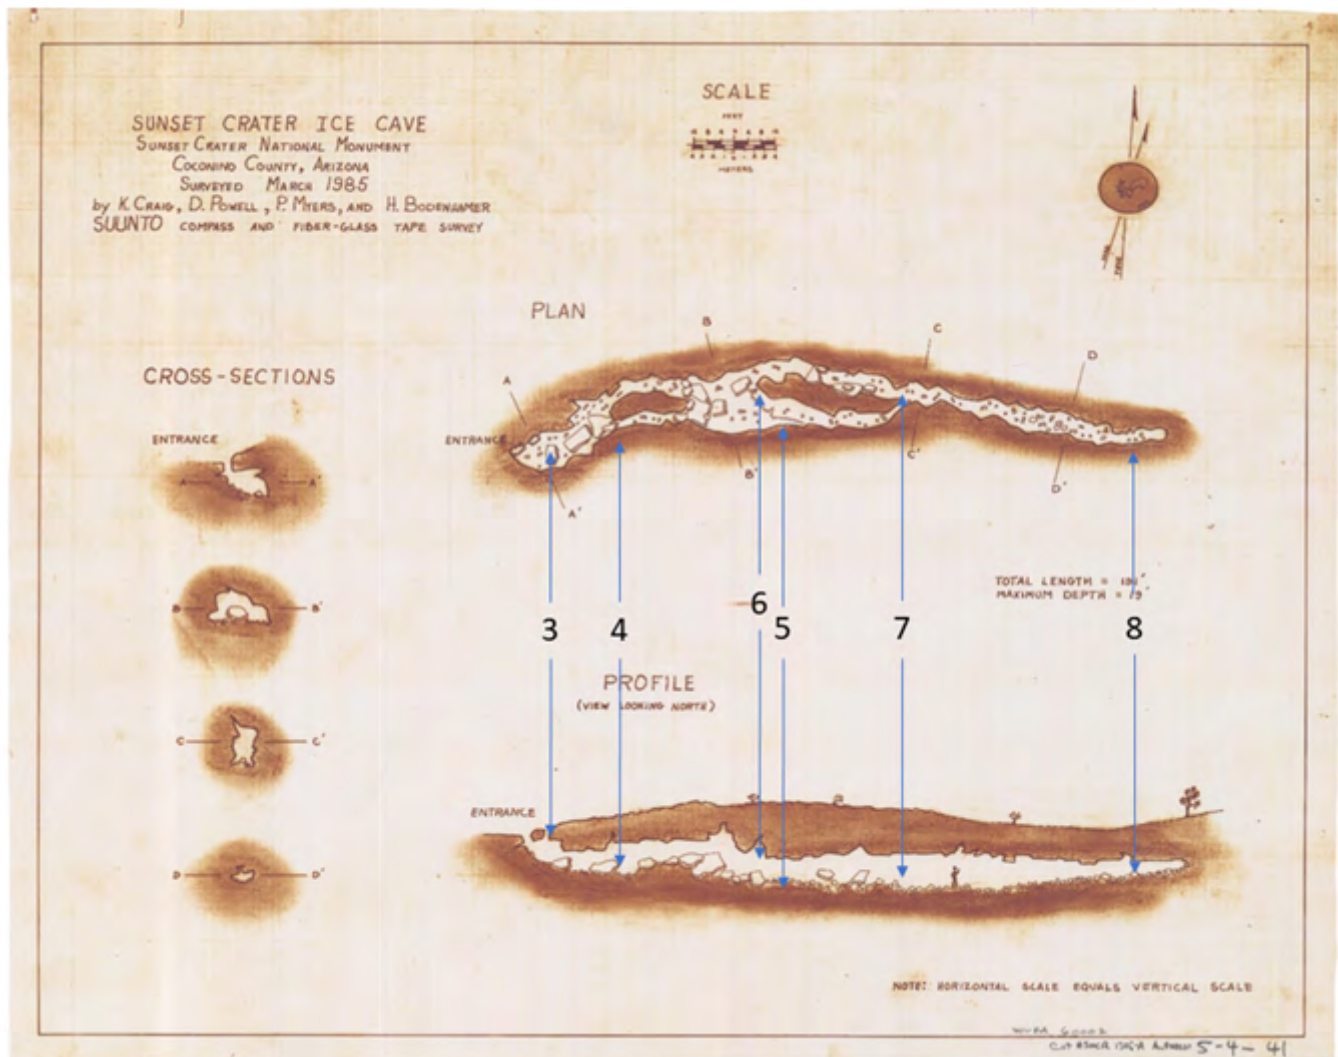 SUNSET CRATER ICE CAVE
SUNSET CRATER NATIONAL MONUMENT
COCONINO COUNTY, ARIZONA
SURVEYED MARCH 1985
by K. CRAIG, D. POWELL, P. MYERS, AND H. BODENHAMER
SUUNTO COMPASS AND FIBER-GLASS TAPE SURVEY
SCALE
FEET
METERS
PLAN
B
C
D
A
ENTRANCE
A'
B'
C'
D'
CROSS-SECTIONS
ENTRANCE
A A'
B B'
C C'
D D'
TOTAL LENGTH =
MAXIMUM DEPTH = 19'
3 4 6 5 7 8
PROFILE
(VIEW LOOKING NORTH)
ENTRANCE
NOTE: HORIZONTAL SCALE EQUALS VERTICAL SCALE
5-4-41